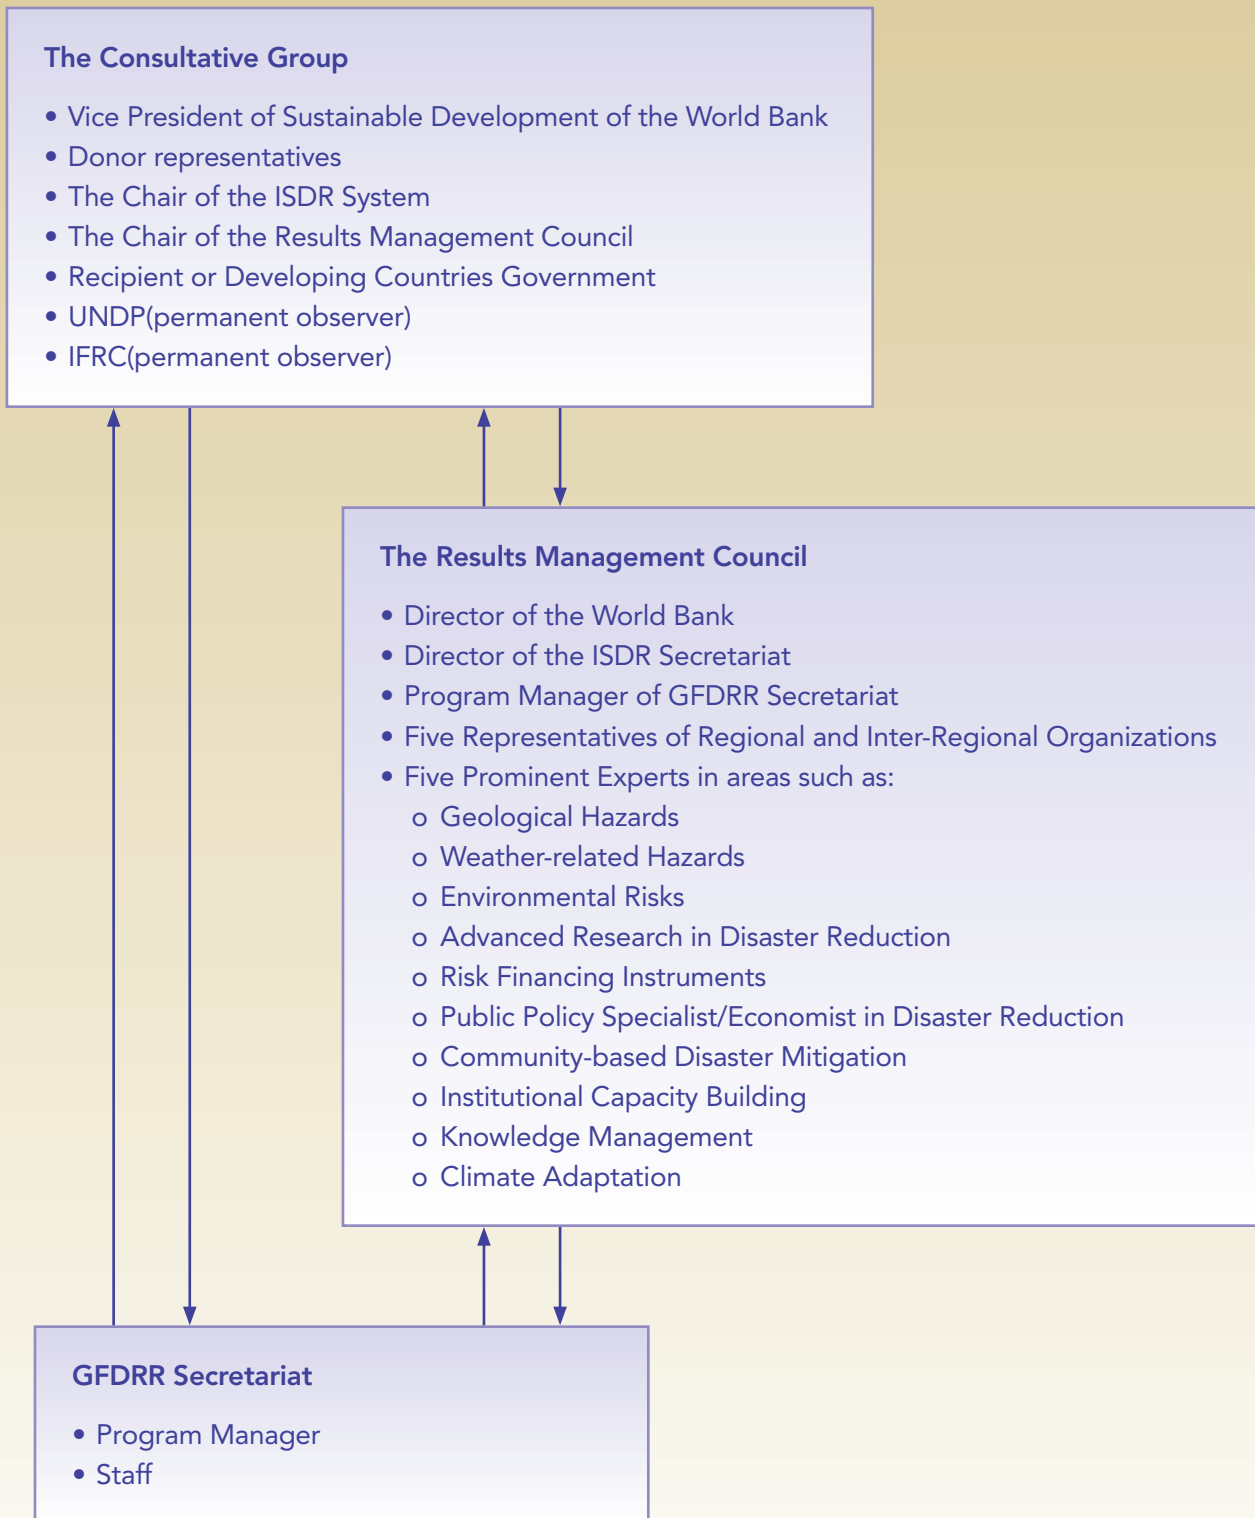 The Consultative Group
• Vice President of Sustainable Development of the World Bank
• Donor representatives
• The Chair of the ISDR System
• The Chair of the Results Management Council
• Recipient or Developing Countries Government
• UNDP(permanent observer)
• IFRC(permanent observer)
The Results Management Council
• Director of the World Bank
• Director of the ISDR Secretariat
• Program Manager of GFDRR Secretariat
• Five Representatives of Regional and Inter-Regional Organizations
• Five Prominent Experts in areas such as:
o Geological Hazards
o Weather-related Hazards
o Environmental Risks
o Advanced Research in Disaster Reduction
o Risk Financing Instruments
o Public Policy Specialist/Economist in Disaster Reduction
o Community-based Disaster Mitigation
o Institutional Capacity Building
o Knowledge Management
o Climate Adaptation
GFDRR Secretariat
• Program Manager
• Staff